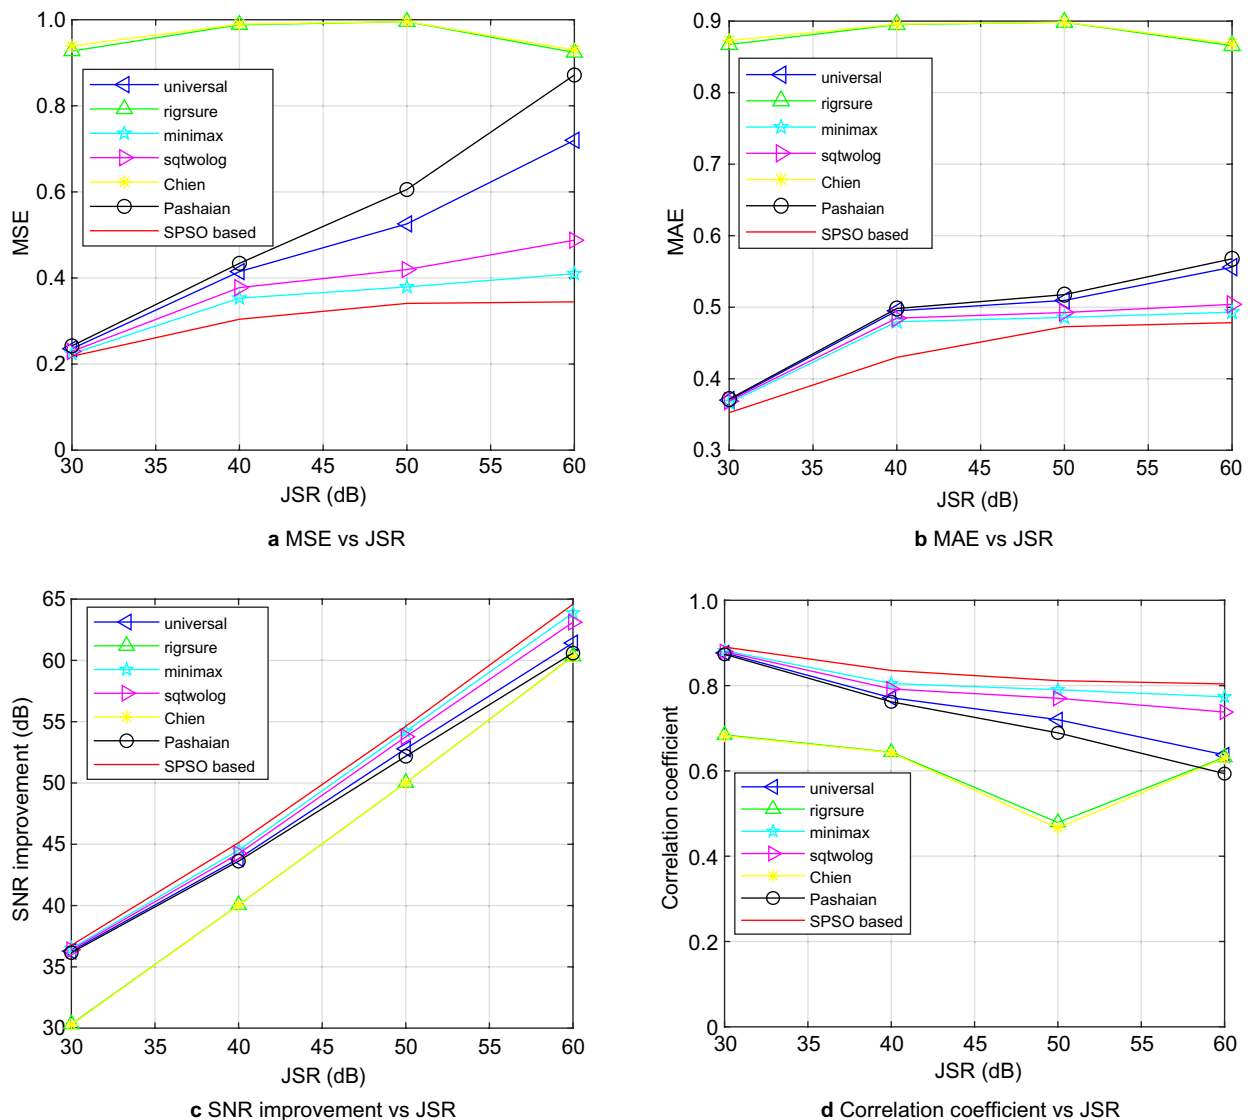 1.0
0.8
0.6
0.4
0.2
0
MSE
universal
rigrsure
minimax
sqtwolog
Chien
Pashaian
SPSO based
30 35 40 45 50 55 60
JSR (dB)
a MSE vs JSR
0.9
0.8
0.7
0.6
0.5
0.4
0.3
MAE
universal
rigrsure
minimax
sqtwolog
Chien
Pashaian
SPSO based
30 35 40 45 50 55 60
JSR (dB)
b MAE vs JSR
65
60
55
50
45
40
35
30
SNR improvement (dB)
universal
rigrsure
minimax
sqtwolog
Chien
Pashaian
SPSO based
30 35 40 45 50 55 60
JSR (dB)
c SNR improvement vs JSR
1.0
0.8
0.6
0.4
0.2
0
Correlation coefficient
universal
rigrsure
minimax
sqtwolog
Chien
Pashaian
SPSO based
30 35 40 45 50 55 60
JSR (dB)
d Correlation coefficient vs JSR